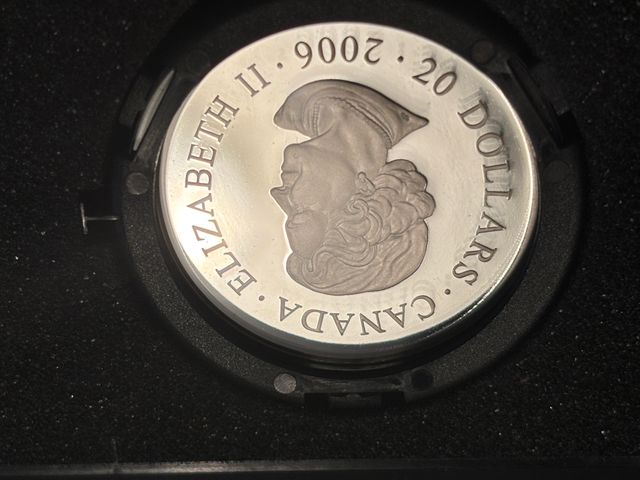 20 DOLLARS · CANADA · ELIZABETH II · 2006 ·